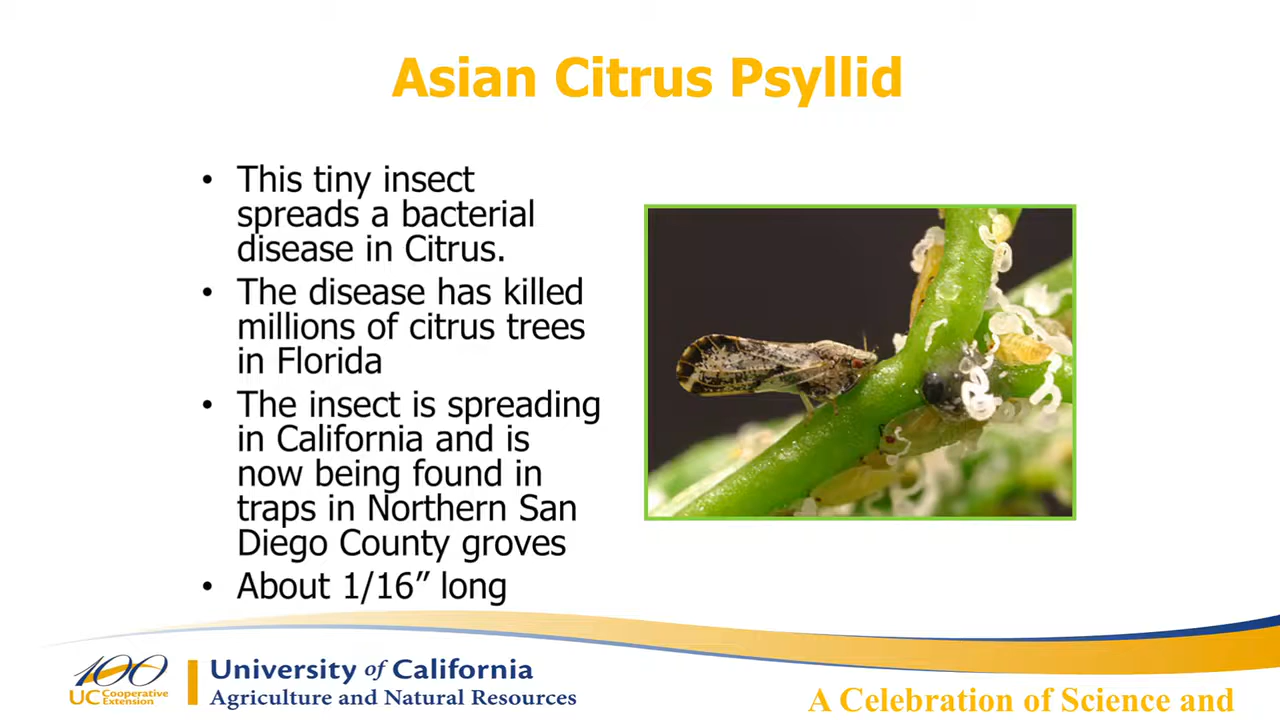 Asian Citrus Psyllid
• This tiny insect
spreads a bacterial
disease in Citrus.
• The disease has killed
millions of citrus trees
in Florida
• The insect is spreading
in California and is
now being found in
traps in Northern San
Diego County groves
• About 1/16” long
100
UC Cooperative
Extension
University of California
Agriculture and Natural Resources
A Celebration of Science and